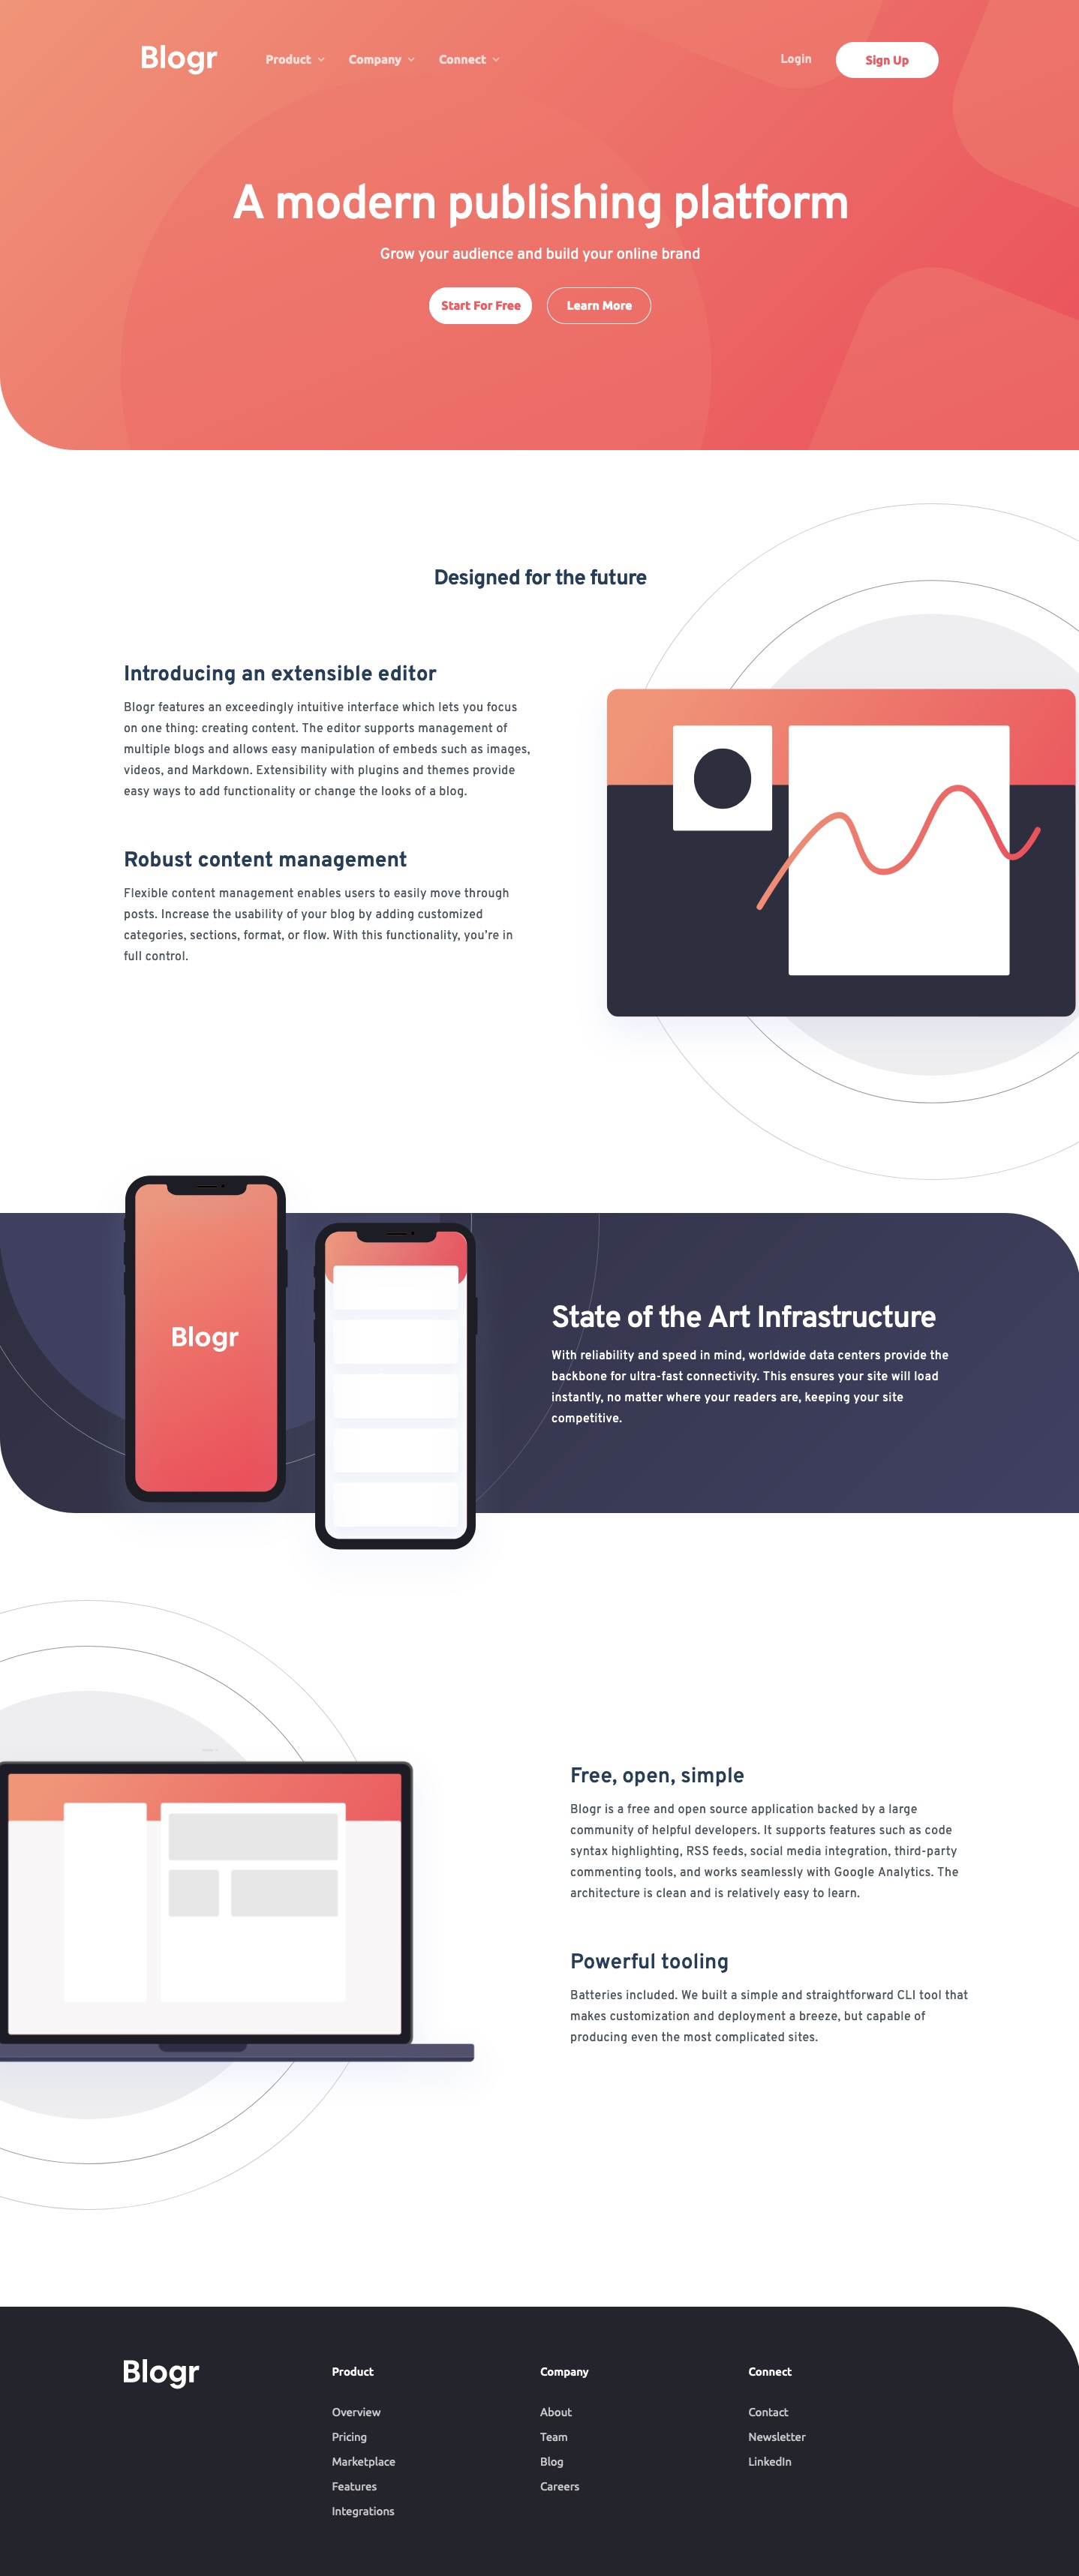 Blogr
Product
Company
Connect
Login
Sign Up
A modern publishing platform
Grow your audience and build your online brand
Start For Free
Learn More
Designed for the future
Introducing an extensible editor
Blogr features an exceedingly intuitive interface which lets you focus
on one thing: creating content. The editor supports management of
multiple blogs and allows easy manipulation of embeds such as images,
videos, and Markdown. Extensibility with plugins and themes provide
easy ways to add functionality or change the looks of a blog.
Robust content management
Flexible content management enables users to easily move through
posts. Increase the usability of your blog by adding customized
categories, sections, format, or flow. With this functionality, you're in
full control.
Blogr
State of the Art Infrastructure
With reliability and speed in mind, worldwide data centers provide the
backbone for ultra-fast connectivity. This ensures your site will load
instantly, no matter where your readers are, keeping your site
competitive.
Free, open, simple
Blogr is a free and open source application backed by a large
community of helpful developers. It supports features such as code
syntax highlighting, RSS feeds, social media integration, third-party
commenting tools, and works seamlessly with Google Analytics. The
architecture is clean and is relatively easy to learn.
Powerful tooling
Batteries included. We built a simple and straightforward CLI tool that
makes customization and deployment a breeze, but capable of
producing even the most complicated sites.
Blogr
Product
Overview
Pricing
Marketplace
Features
Integrations
Company
About
Team
Blog
Careers
Connect
Contact
Newsletter
LinkedIn